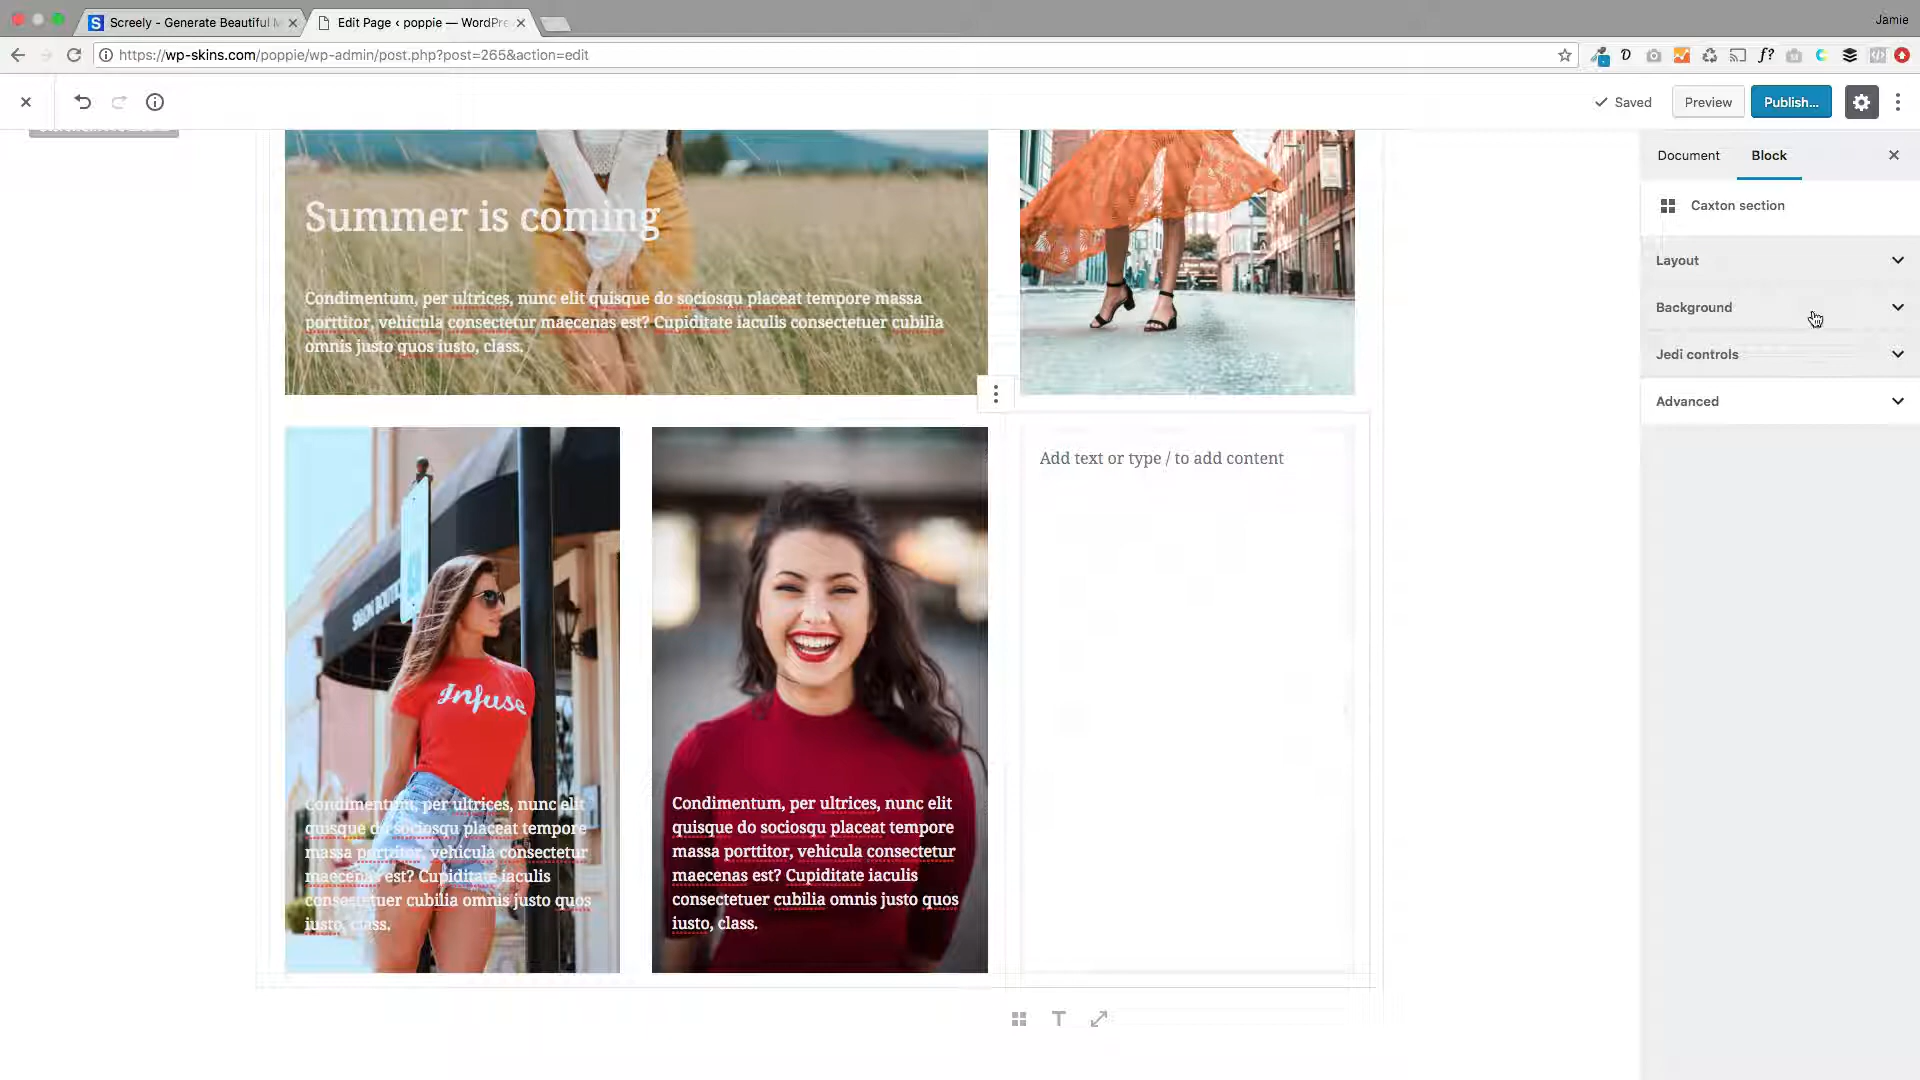 Jamie
Screely - Generate Beautiful M
Edit Page ‹ poppie — WordPre
https://wp-skins.com/poppie/wp-admin/post.php?post=265&action=edit
Saved
Preview
Publish...
Document
Block
Caxton section
Layout
Background
Jedi controls
Advanced
Summer is coming
Condimentum, per ultrices, nunc elit quisque do sociosqu placeat tempore massa
porttitor, vehicula consectetur maecenas est? Cupiditate iaculis consectetuer cubilia
omnis justo quos iusto, class.
Add text or type / to add content
Infuse
Condimentum, per ultrices, nunc elit
quisque do sociosqu placeat tempore
massa porttitor, vehicula consectetur
maecenas est? Cupiditate iaculis
consectetuer cubilia omnis justo quos
iusto, class.
Condimentum, per ultrices, nunc elit
quisque do sociosqu placeat tempore
massa porttitor, vehicula consectetur
maecenas est? Cupiditate iaculis
consectetuer cubilia omnis justo quos
iusto, class.